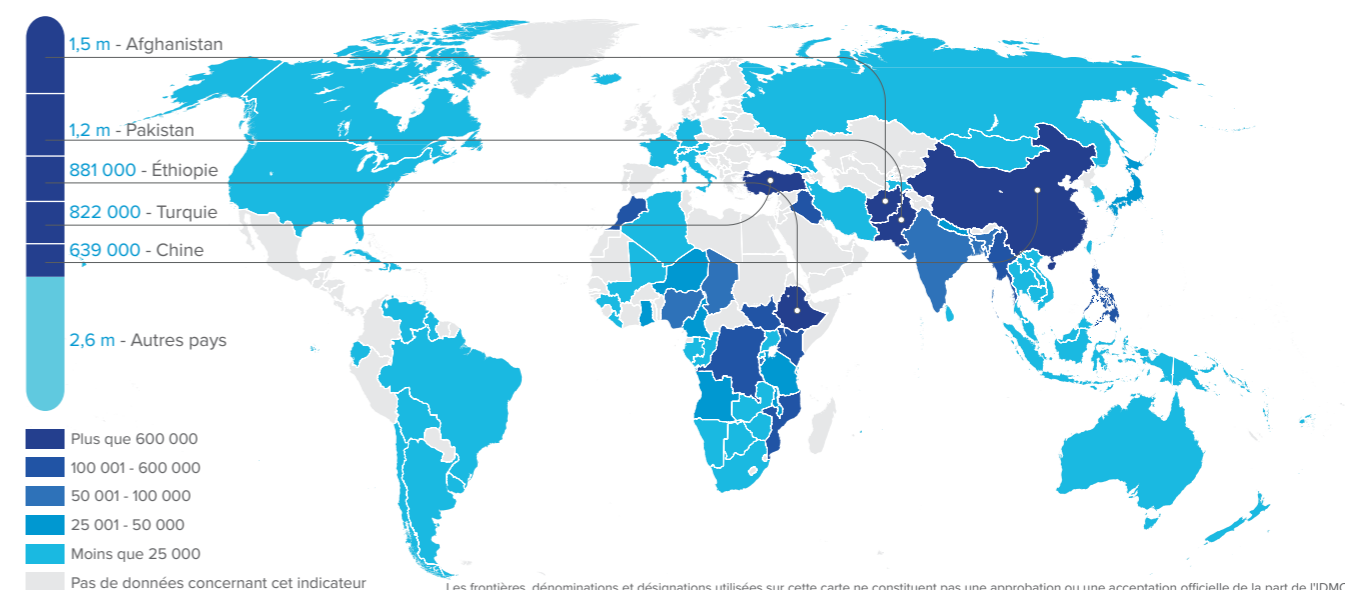 1,5 m - Afghanistan
1,2 m - Pakistan
881 000 - Éthiopie
822 000 - Turquie
639 000 - Chine
2,6 m - Autres pays
Plus que 600 000
100 001 - 600 000
50 001 - 100 000
25 001 - 50 000
Moins que 25 000
Pas de données concernant cet indicateur
Les frontières, dénominations et désignations utilisées sur cette carte ne constituent pas une approbation ou une acceptation officielle de la part de l'IDMC